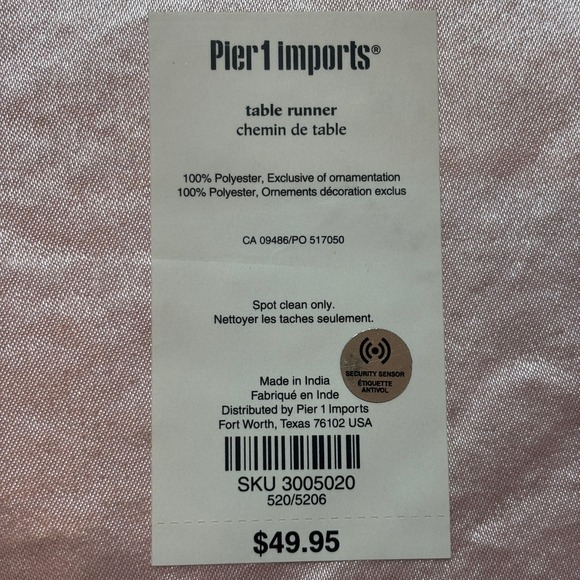 Pier1 imports®
table runner
chemin de table
100% Polyester, Exclusive of ornamentation
100% Polyester, Ornements décoration exclus
CA 09486/PO 517050
Spot clean only.
Nettoyer les taches seulement.
SECURITY SENSOR
ÉTIQUETTE
ANTIVOL
Made in India
Fabriqué en Inde
Distributed by Pier 1 Imports
Fort Worth, Texas 76102 USA
SKU 3005020
520/5206
$49.95